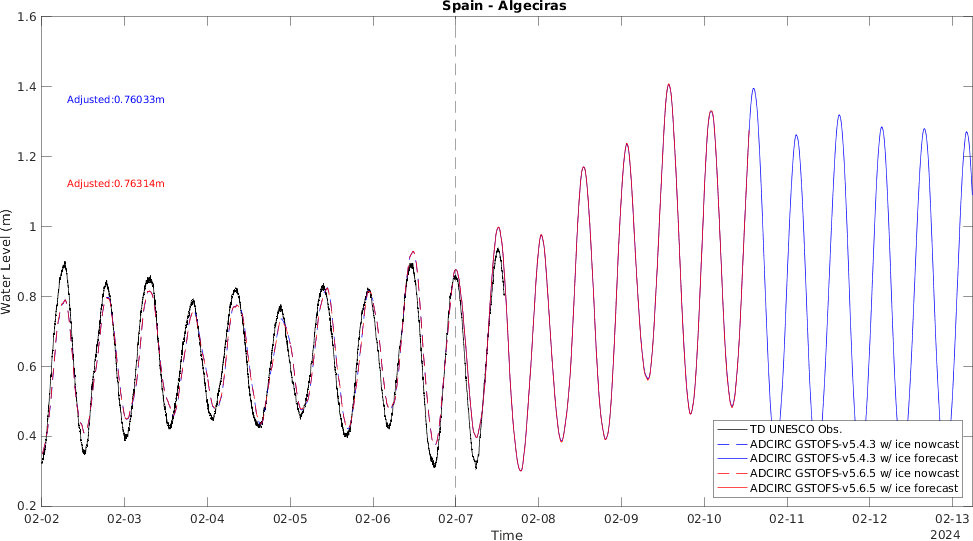 Spain - Algeciras
1.6
1.4
1.2
1
0.8
0.6
0.4
0.2
Water Level (m)
Adjusted:0.76033m
Adjusted:0.76314m
TD UNESCO Obs.
ADCIRC GSTOFS-v5.4.3 w/ ice nowcast
ADCIRC GSTOFS-v5.4.3 w/ ice forecast
ADCIRC GSTOFS-v5.6.5 w/ ice nowcast
ADCIRC GSTOFS-v5.6.5 w/ ice forecast
02-02 02-03 02-04 02-05 02-06 02-07 02-08 02-09 02-10 02-11 02-12 02-13
Time
2024